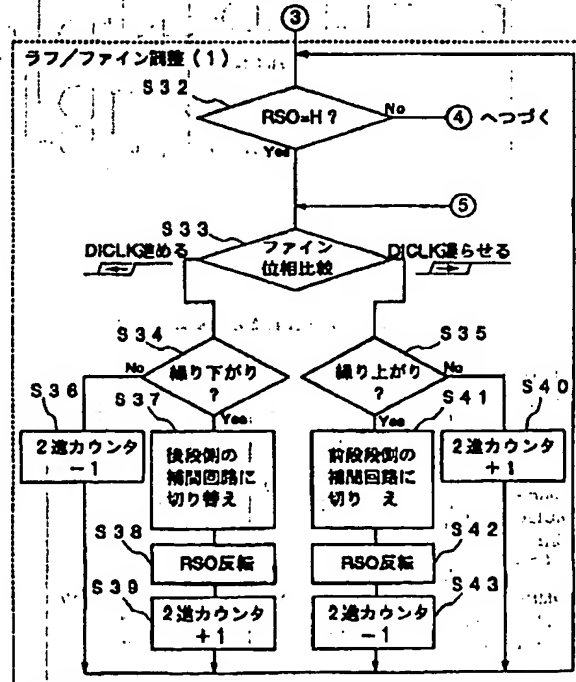 ③
ラフ/ファイン調整(1)
S32
RSO=H ?
No
④ へつづく
Yes
⑤
S33
DICLK進める
ファイン
位相比較
DICLK遅らせる
S34
S35
No
繰り下がり
?
繰り上がり
?
No
S36
S37
Yes
Yes
S41
S40
2進カウンタ
-1
後段側の
補間回路に
切り替え
前段段側の
補間回路に
切り え
2進カウンタ
+1
S38
S42
RSO反転
RSO反転
S39
S43
2進カウンタ
+1
2進カウンタ
-1